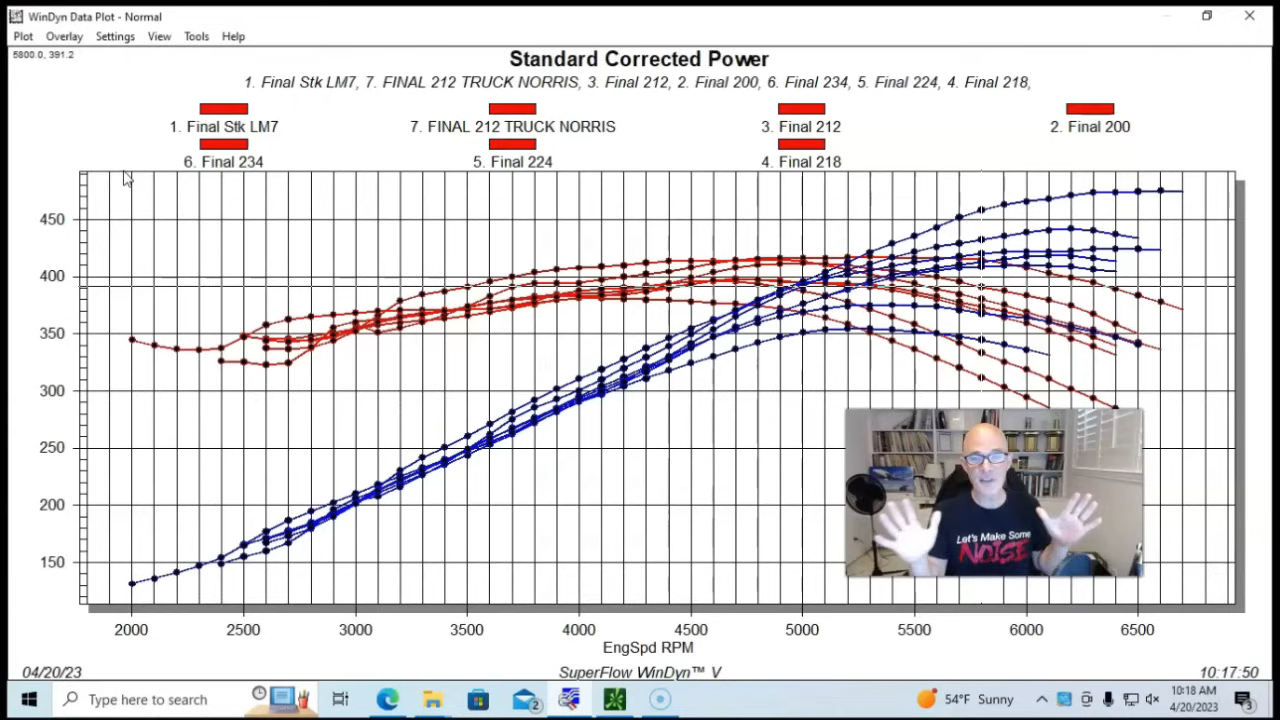 WinDyn Data Plot - Normal
Plot Overlay Settings View Tools Help
5800.0, 391.2
Standard Corrected Power
1. Final Stk LM7, 7. FINAL 212 TRUCK NORRIS, 3. Final 212, 2. Final 200, 6. Final 234, 5. Final 224, 4. Final 218,
1. Final Stk LM7 7. FINAL 212 TRUCK NORRIS 3. Final 212 2. Final 200
6. Final 234 5. Final 224 4. Final 218
450
400
350
300
250
200
150
Let's Make Some
NOISE
2000 2500 3000 3500 4000 4500 5000 5500 6000 6500
EngSpd RPM
04/20/23 SuperFlow WinDyn™ V 10:17:50
Type here to search 2 54°F Sunny 10:18 AM
4/20/2023 3